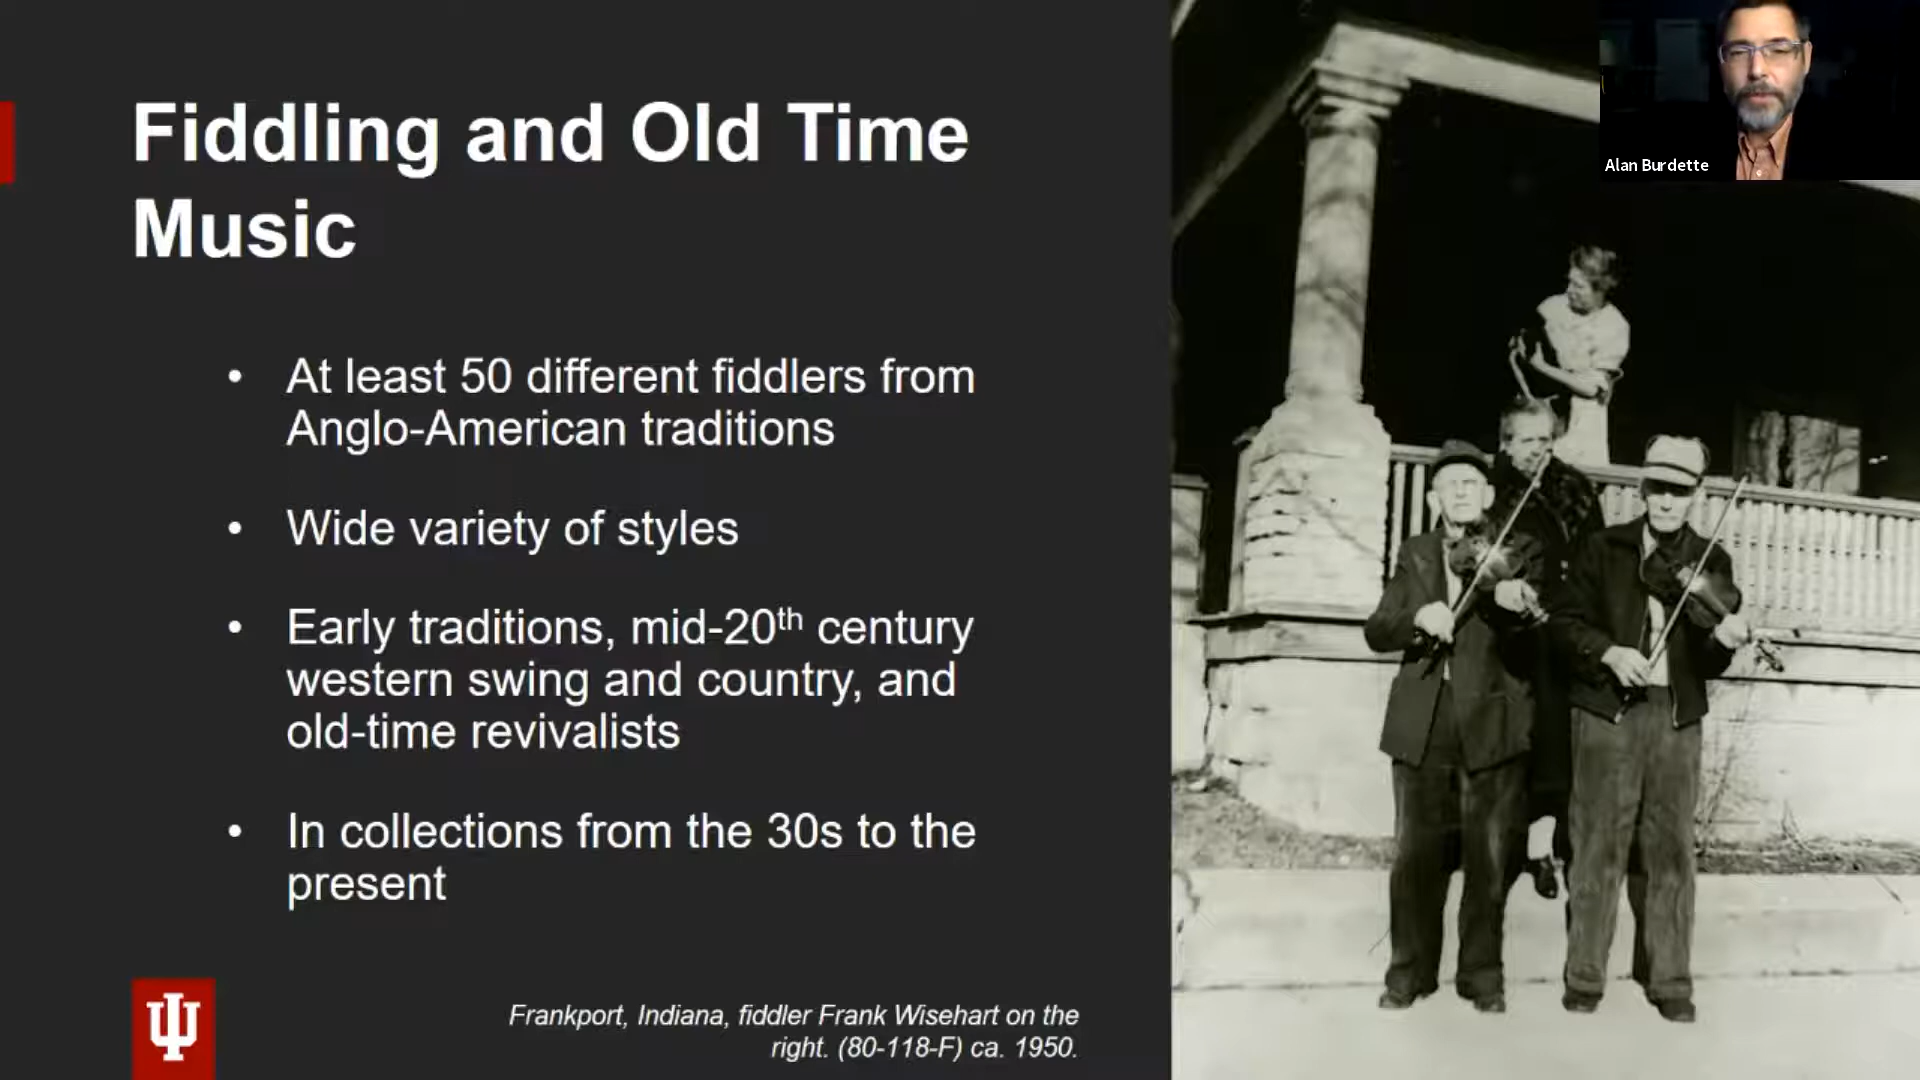 Fiddling and Old Time
Music
• At least 50 different fiddlers from
Anglo-American traditions
• Wide variety of styles
• Early traditions, mid-20th century
western swing and country, and
old-time revivalists
• In collections from the 30s to the
present
Frankport, Indiana, fiddler Frank Wisehart on the
right. (80-118-F) ca. 1950.
Alan Burdette